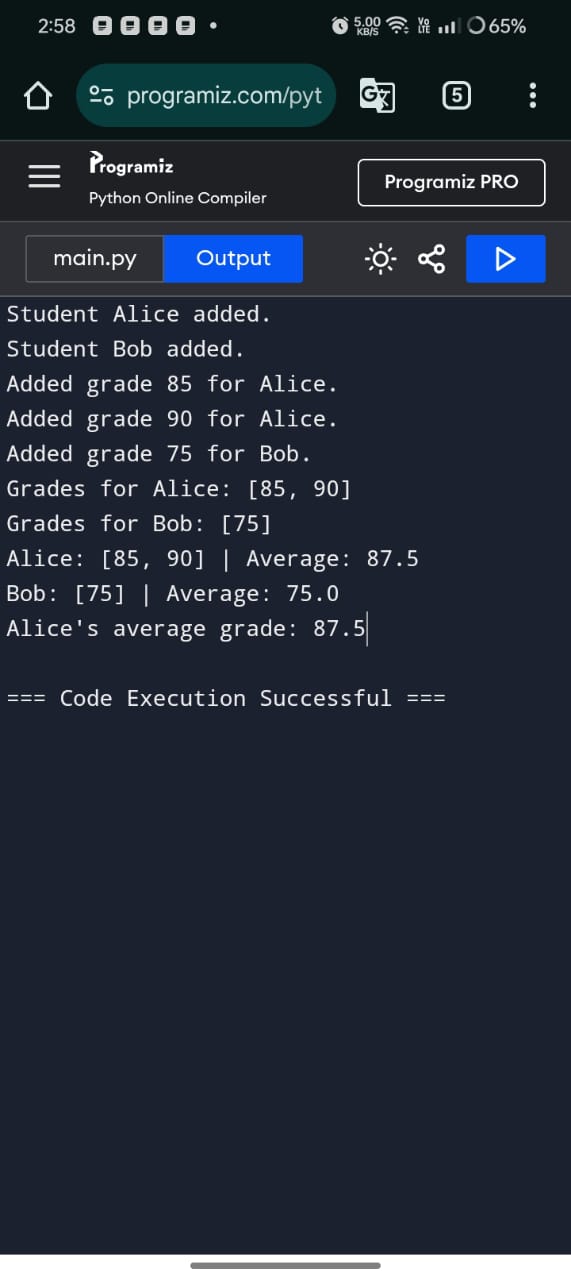 2:58 5.00 KB/S Vo LTE 65%
programiz.com/pyt 5
Programiz
Python Online Compiler
Programiz PRO
main.py Output
Student Alice added.
Student Bob added.
Added grade 85 for Alice.
Added grade 90 for Alice.
Added grade 75 for Bob.
Grades for Alice: [85, 90]
Grades for Bob: [75]
Alice: [85, 90] | Average: 87.5
Bob: [75] | Average: 75.0
Alice's average grade: 87.5
=== Code Execution Successful ===